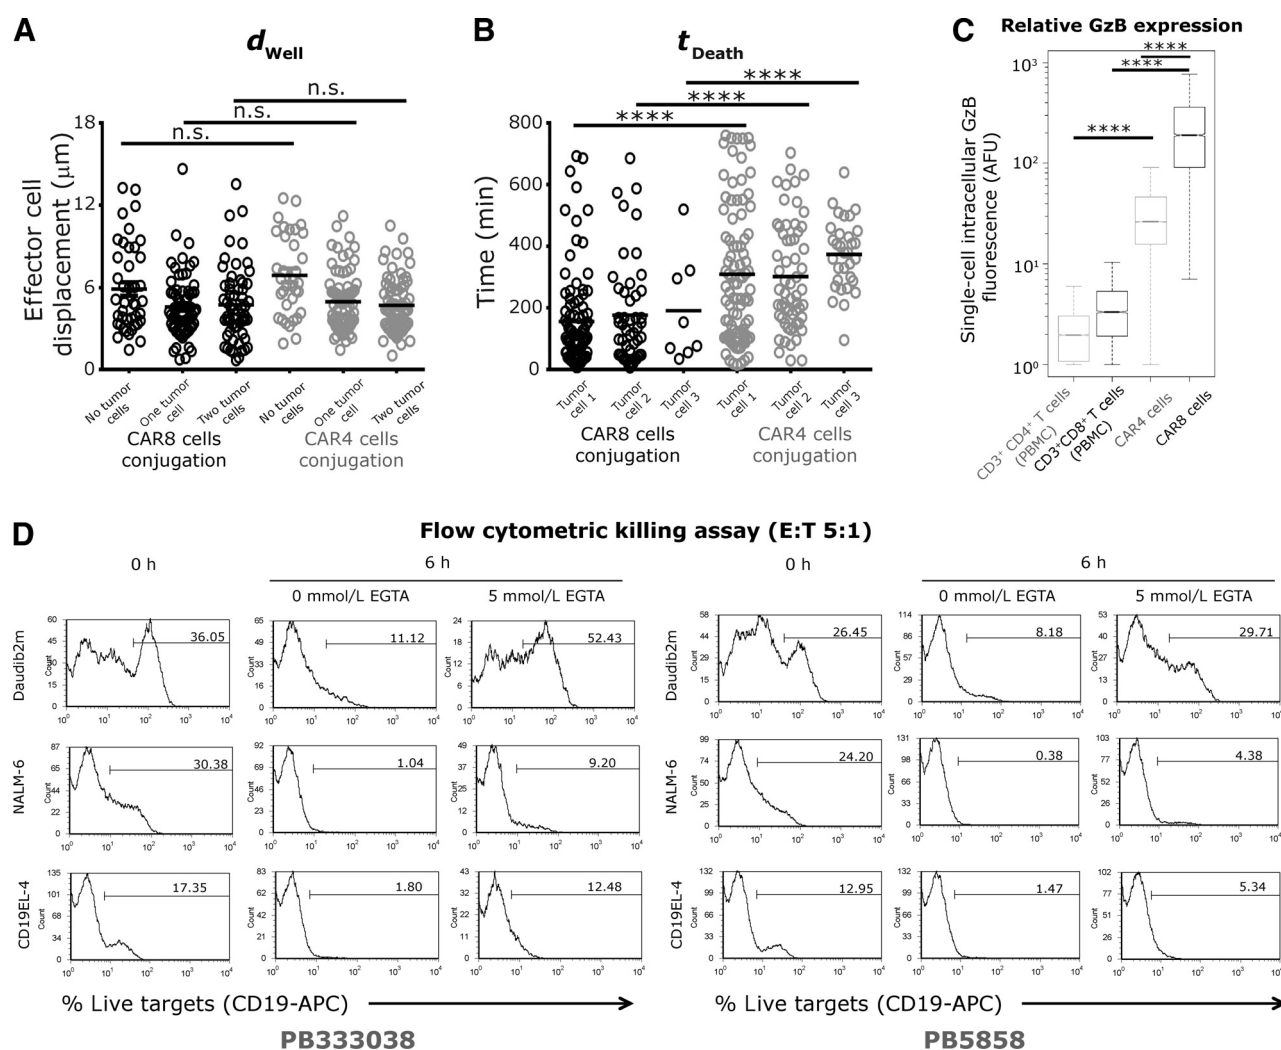 A
d Well
n.s.
n.s.
n.s.
Effector cell
displacement (μm)
18
12
6
0
No tumor
cells
One tumor
cell
Two tumor
cells
No tumor
cells
One tumor
cell
Two tumor
cells
CAR8 cells
conjugation
CAR4 cells
conjugation
B
t Death
****
****
****
Time (min)
800
600
400
200
0
Tumor
cell 1
Tumor
cell 2
Tumor
cell 3
Tumor
cell 1
Tumor
cell 2
Tumor
cell 3
CAR8 cells
conjugation
CAR4 cells
conjugation
C
Relative GzB expression
****
****
****
Single-cell intracellular GzB
fluorescence (AFU)
10³
10²
10¹
10⁰
CD3⁺ CD4⁺ T cells
(PBMC)
CD3⁺CD8⁺ T cells
(PBMC)
CAR4 cells
CAR8 cells
D
Flow cytometric killing assay (E:T 5:1)
0 h
6 h
0 h
6 h
0 mmol/L EGTA
5 mmol/L EGTA
0 mmol/L EGTA
5 mmol/L EGTA
Daudib2m
36.05
11.12
52.43
Daudib2m
26.45
8.18
29.71
NALM-6
30.38
1.04
9.20
NALM-6
24.20
0.38
4.38
CD19EL-4
17.35
1.80
12.48
CD19EL-4
12.95
1.47
5.34
% Live targets (CD19-APC)
% Live targets (CD19-APC)
PB333038
PB5858